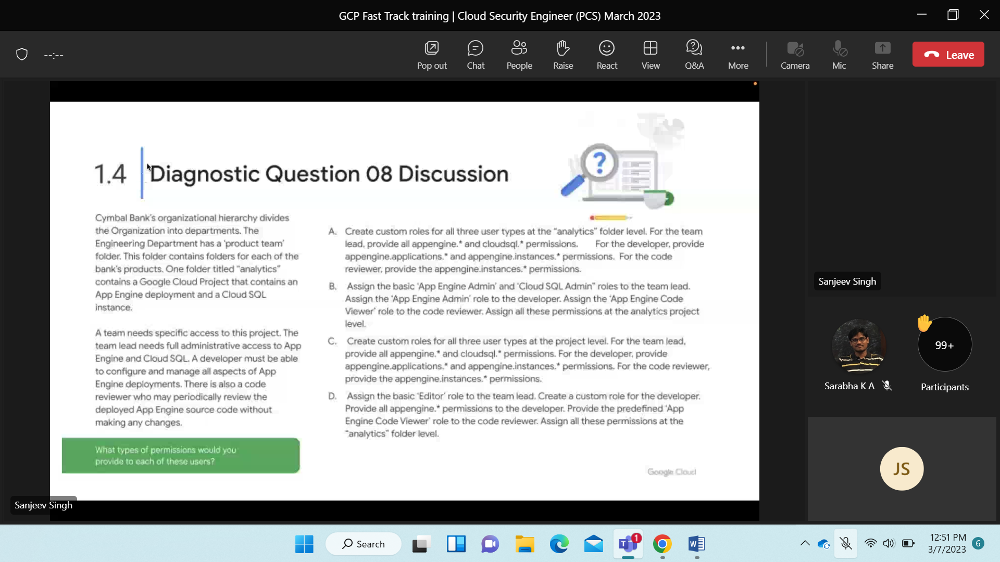 GCP Fast Track training | Cloud Security Engineer (PCS) March 2023
--:--
Pop out
Chat
People
Raise
React
View
Q&A
More
Camera
Mic
Share
Leave
1.4
Diagnostic Question 08 Discussion
?
Cymbal Bank's organizational hierarchy divides
the Organization into departments. The
Engineering Department has a 'product team'
folder. This folder contains folders for each of the
bank's products. One folder titled “analytics”
contains a Google Cloud Project that contains an
App Engine deployment and a Cloud SQL
instance.
A team needs specific access to this project. The
team lead needs full administrative access to App
Engine and Cloud SQL. A developer must be able
to configure and manage all aspects of App
Engine deployments. There is also a code
reviewer who may periodically review the
deployed App Engine source code without
making any changes.
What types of permissions would you
provide to each of these users?
A. Create custom roles for all three user types at the “analytics” folder level. For the team
lead, provide all appengine.* and cloudsql.* permissions. For the developer, provide
appengine.applications.* and appengine.instances.* permissions. For the code
reviewer, provide the appengine.instances.* permissions.
B. Assign the basic 'App Engine Admin' and 'Cloud SQL Admin” roles to the team lead.
Assign the 'App Engine Admin' role to the developer. Assign the 'App Engine Code
Viewer' role to the code reviewer. Assign all these permissions at the analytics project
level.
C. Create custom roles for all three user types at the project level. For the team lead,
provide all appengine.* and cloudsql.* permissions. For the developer, provide
appengine.applications.* and appengine.instances.* permissions. For the code reviewer,
provide the appengine.instances.* permissions.
D. Assign the basic 'Editor' role to the team lead. Create a custom role for the developer.
Provide all appengine.* permissions to the developer. Provide the predefined 'App
Engine Code Viewer' role to the code reviewer. Assign all these permissions at the
“analytics” folder level.
Google Cloud
Sanjeev Singh
Sanjeev Singh
99+
Sarabha K A
Participants
JS
Search
1
T
W
12:51 PM
3/7/2023
6